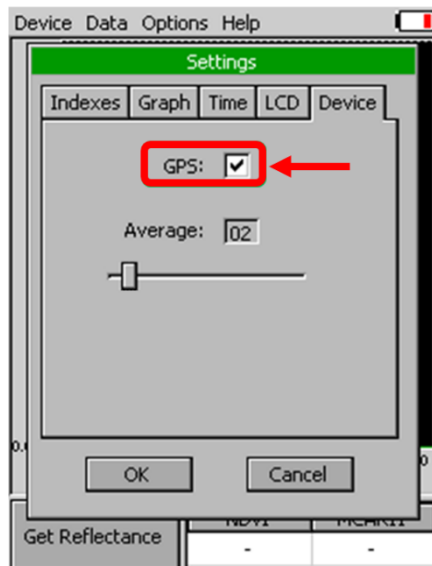 Device Data Options Help
Settings
Indexes Graph Time LCD Device
GPS:
Average: 02
OK Cancel
Get Reflectance
- -